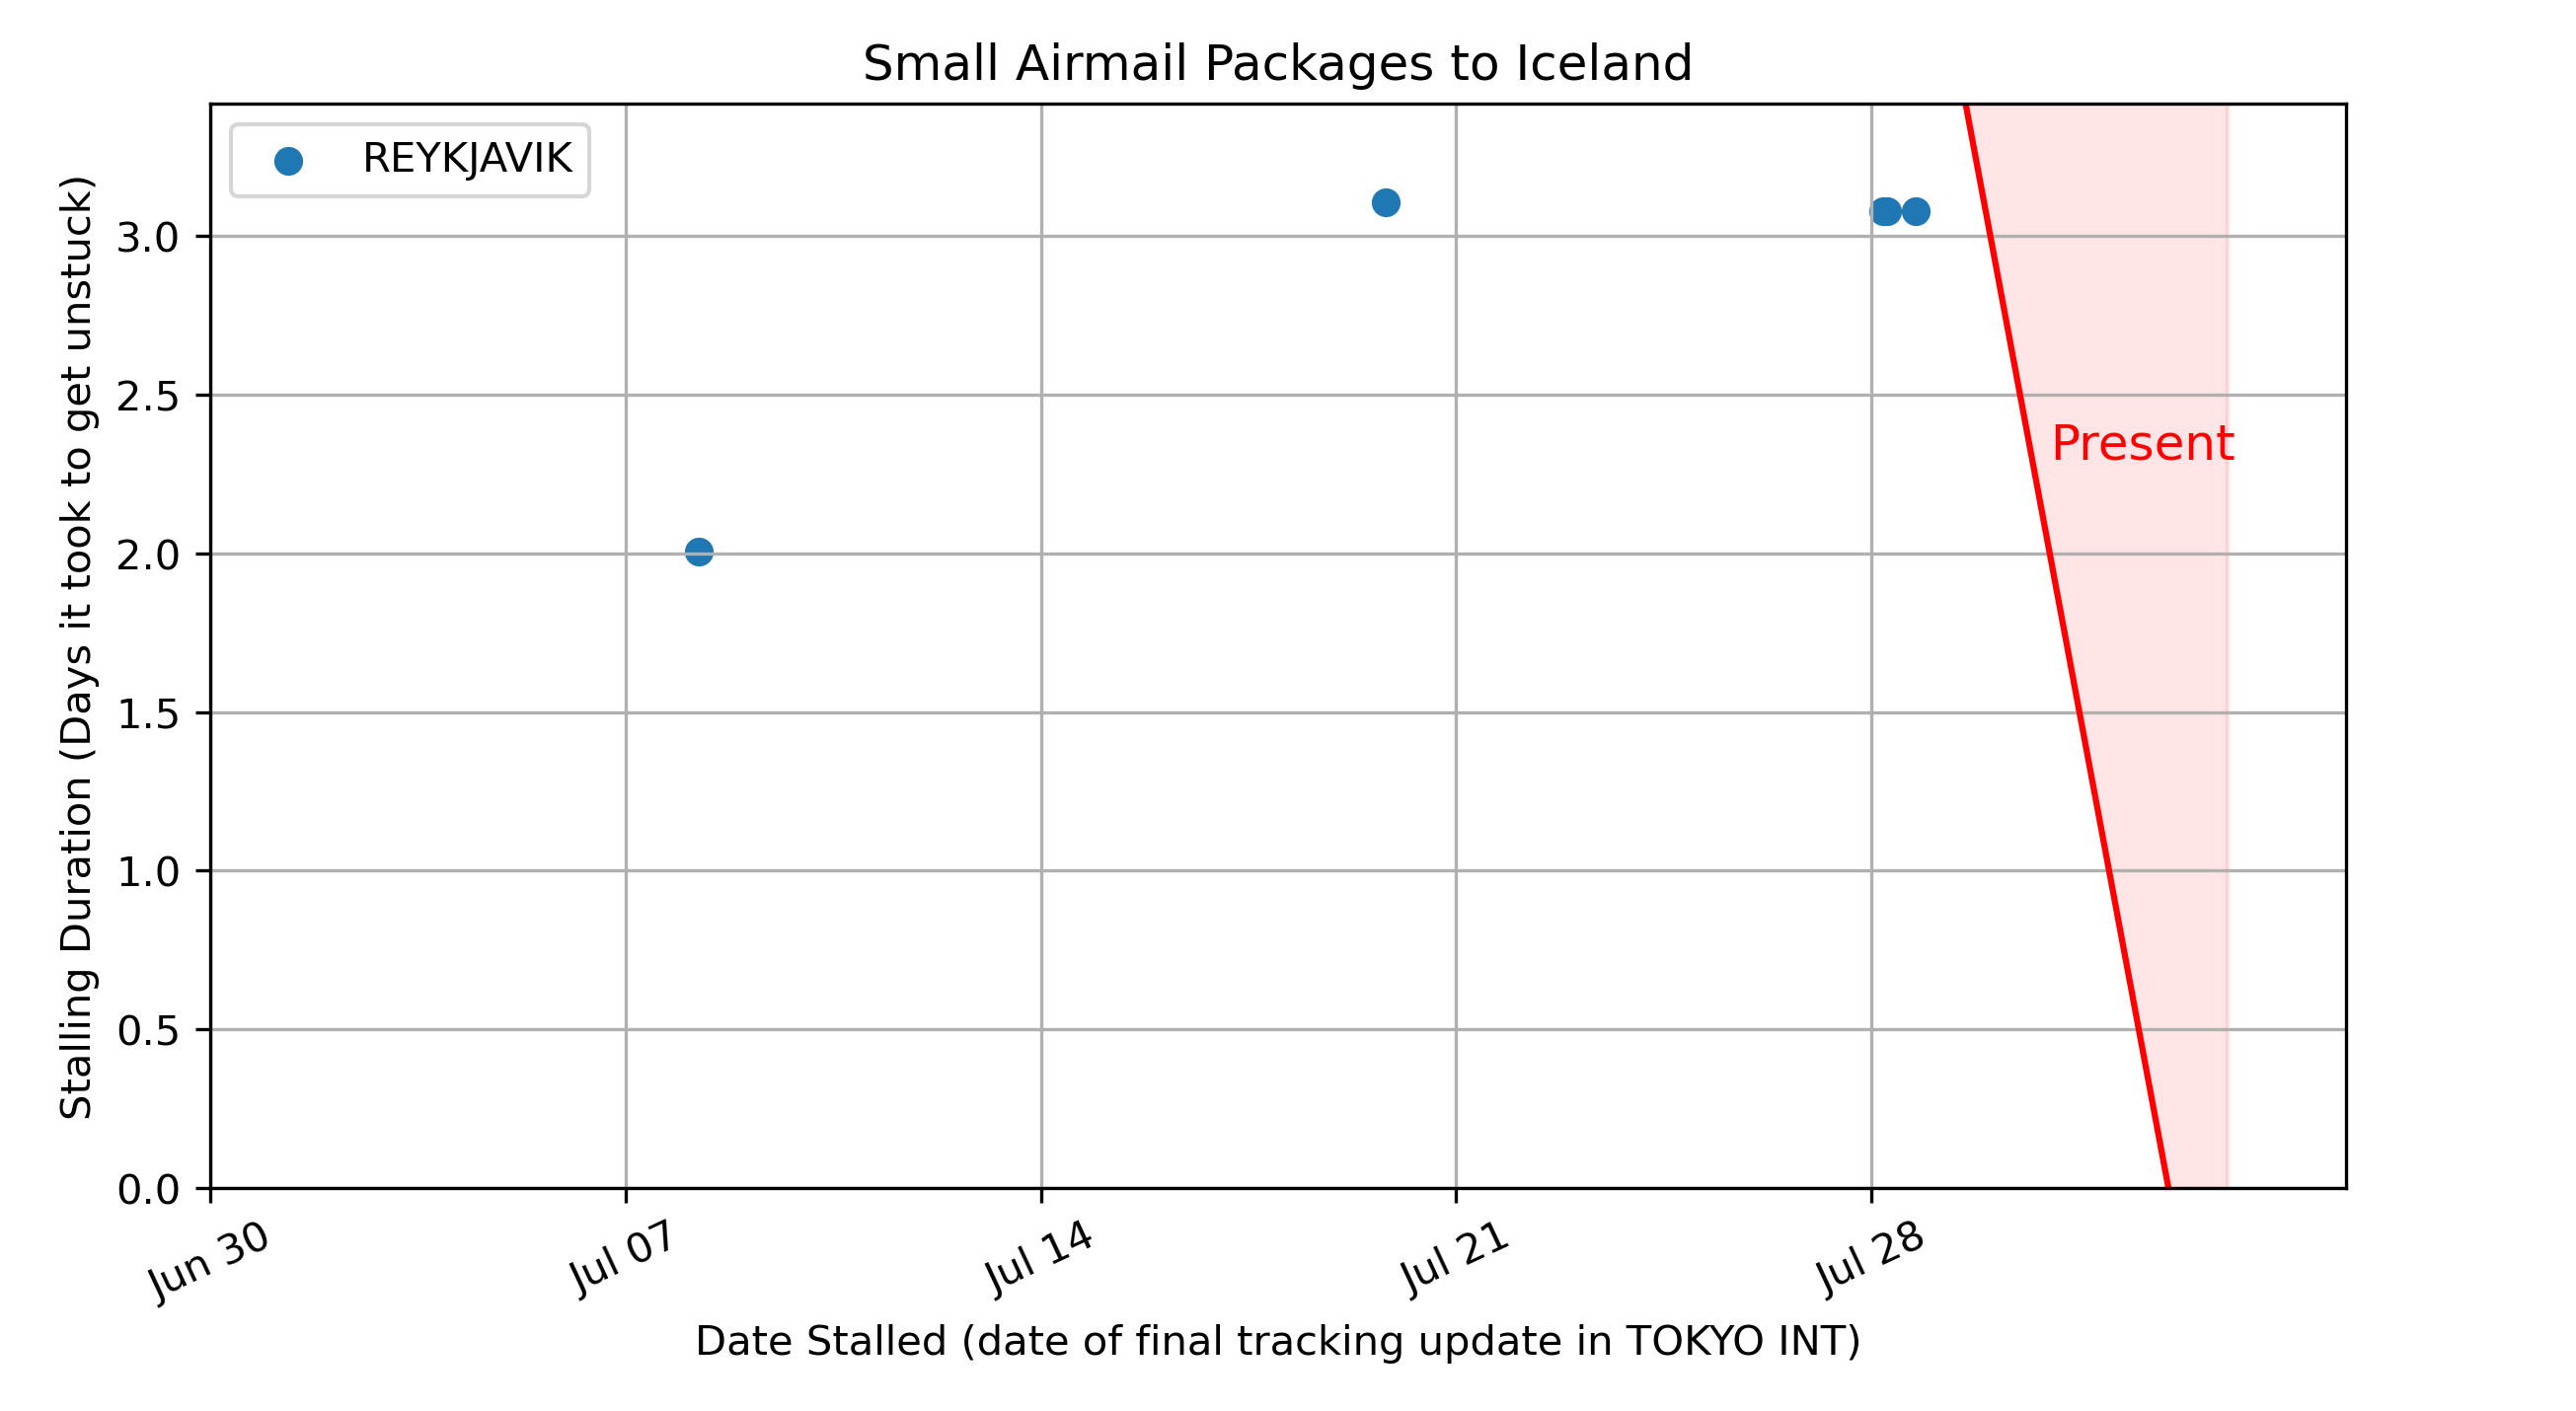 Small Airmail Packages to Iceland
REYKJAVIK
Stalling Duration (Days it took to get unstuck)
3.0
2.5
2.0
1.5
1.0
0.5
0.0
Present
Jun 30
Jul 07
Jul 14
Jul 21
Jul 28
Date Stalled (date of final tracking update in TOKYO INT)